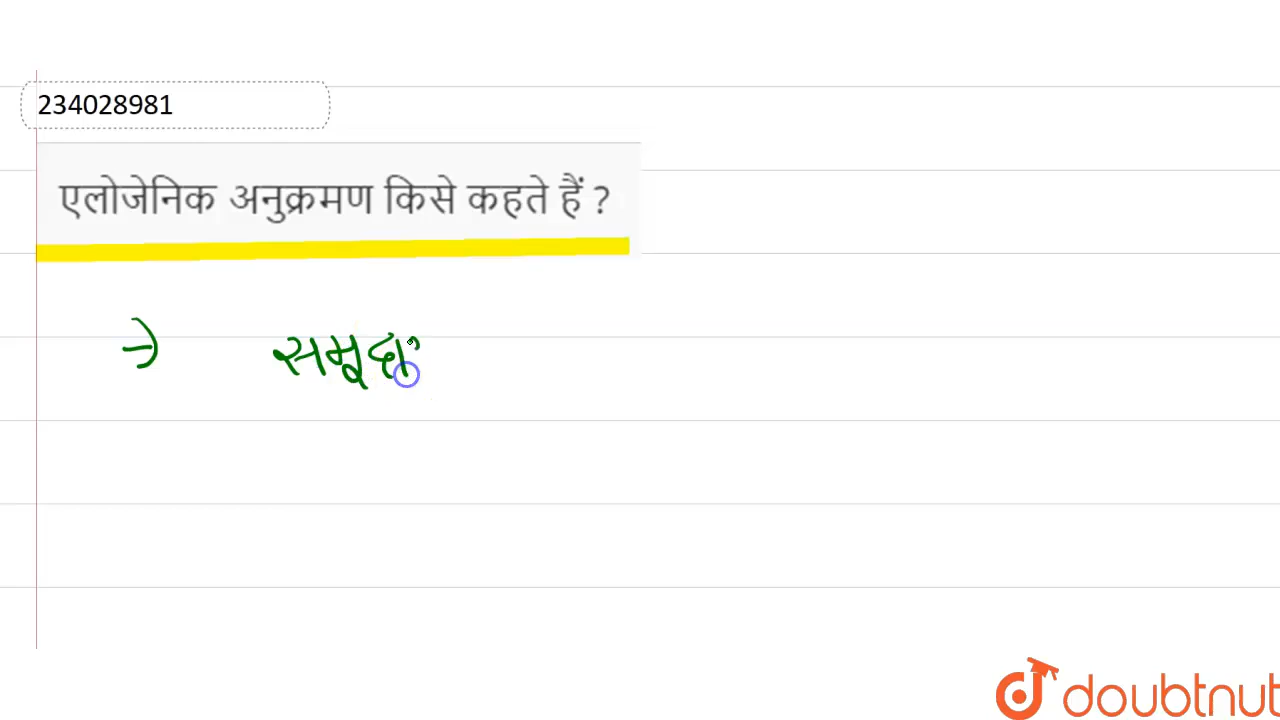 234028981
एलोजेनिक अनुक्रमण किसे कहते हैं ?
→ समूदा
doubtnut